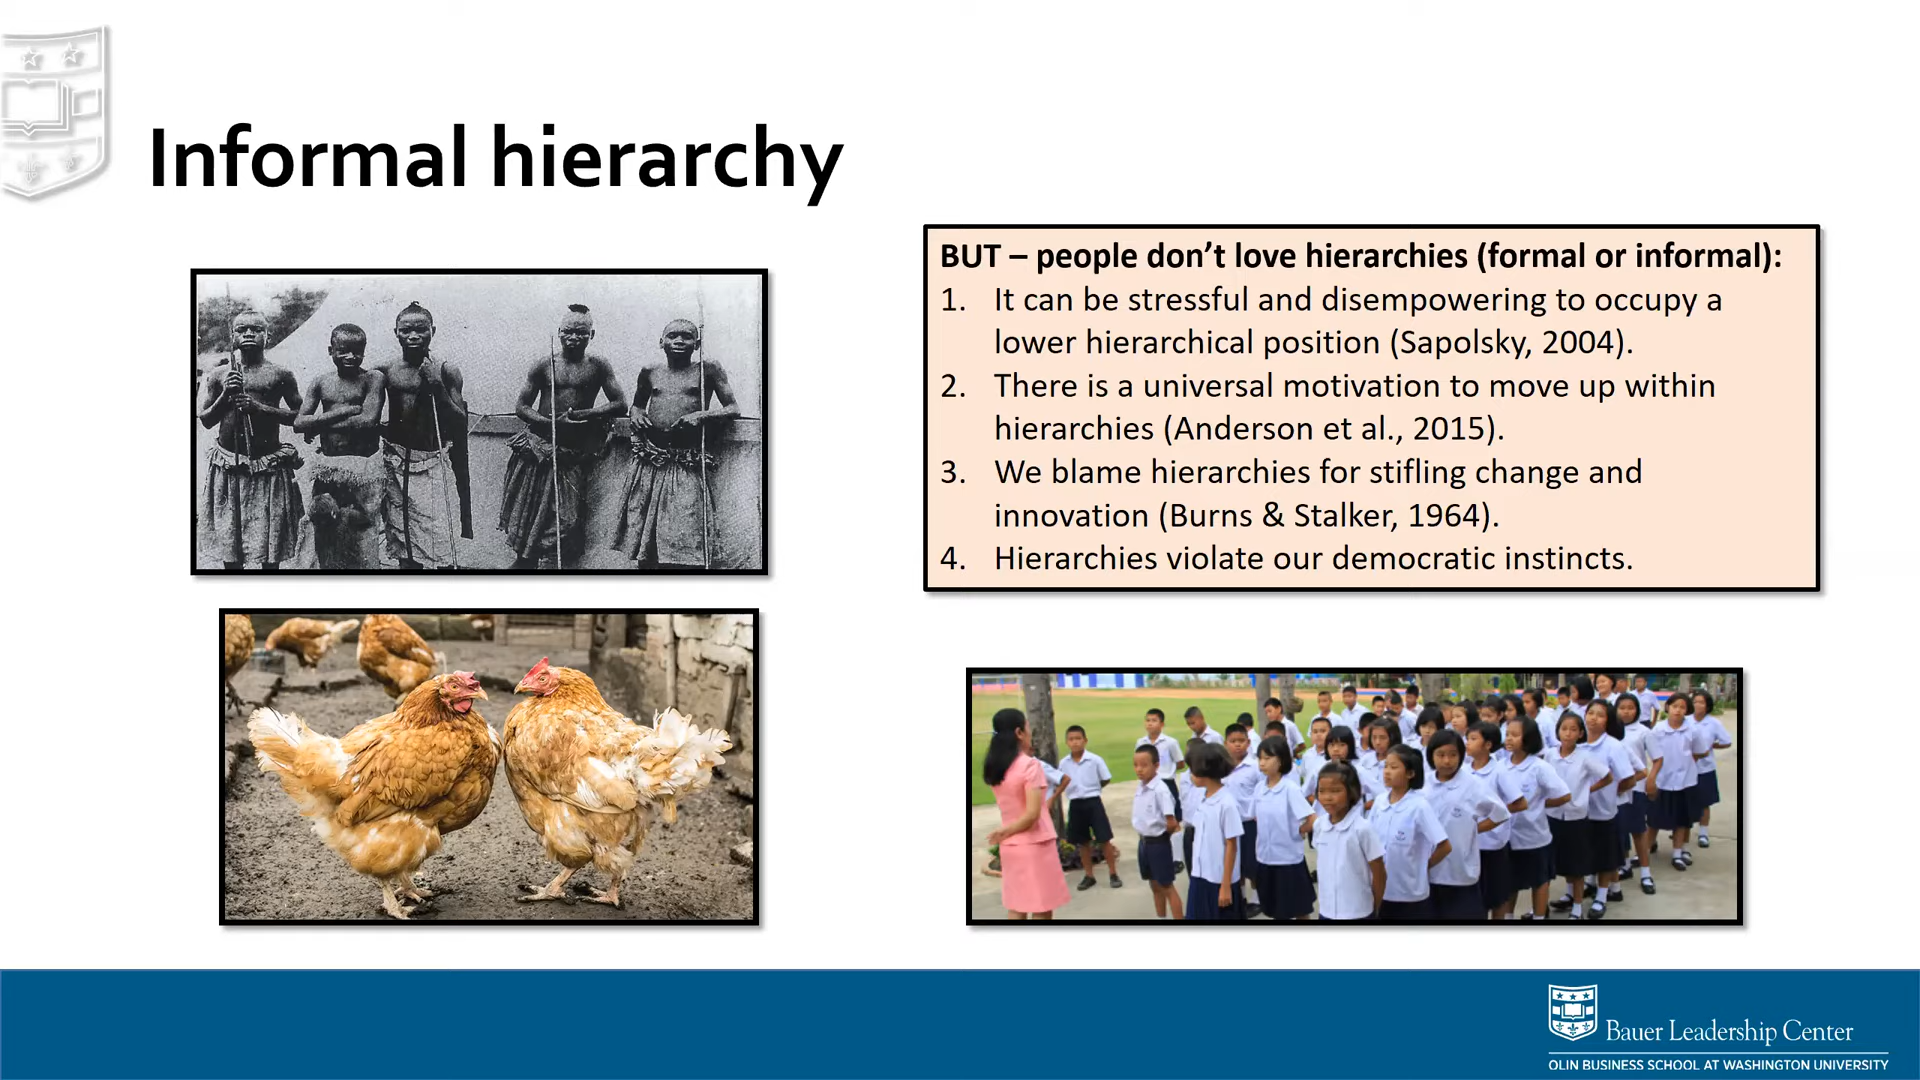 Informal hierarchy
BUT – people don’t love hierarchies (formal or informal):
1. It can be stressful and disempowering to occupy a
lower hierarchical position (Sapolsky, 2004).
2. There is a universal motivation to move up within
hierarchies (Anderson et al., 2015).
3. We blame hierarchies for stifling change and
innovation (Burns & Stalker, 1964).
4. Hierarchies violate our democratic instincts.
Bauer Leadership Center
OLIN BUSINESS SCHOOL AT WASHINGTON UNIVERSITY